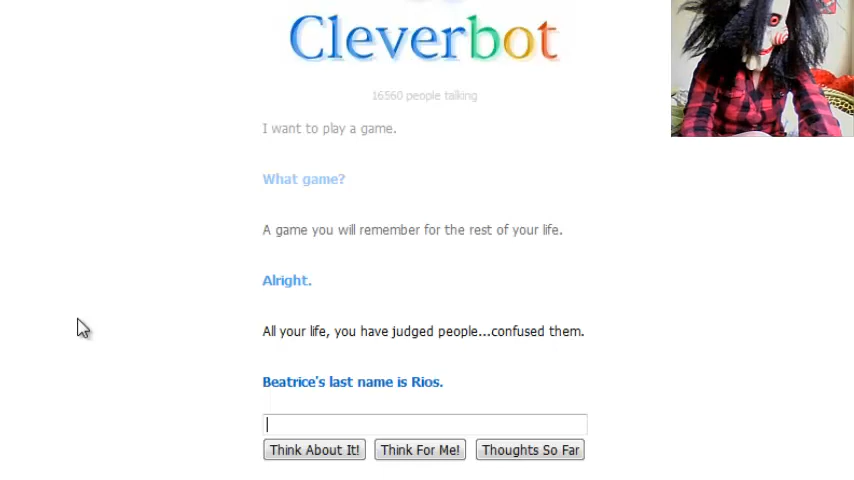 Cleverbot
16560 people talking
I want to play a game.
What game?
A game you will remember for the rest of your life.
Alright.
All your life, you have judged people...confused them.
Beatrice's last name is Rios.
Think About It! Think For Me! Thoughts So Far